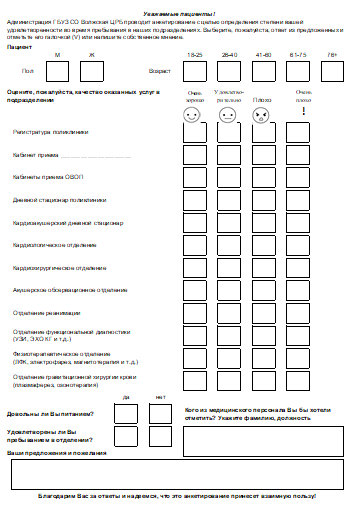 Уважаемые пациенты!
Администрация ГБУЗ СО Волжская ЦРБ проводит анкетирование с целью определения степени вашей
удовлетворенности во время пребывания в наших подразделениях. Выберите, пожалуйста, ответ из предложенных и
отметьте его галочкой (V) или напишите собственное мнение.
Пациент
М Ж 18-25 26-40 41-60 61-75 76+
Пол Возраст
Оцените, пожалуйста, качество оказанных услуг в
подразделении
Очень хорошо Удовлетво-рительно Плохо Очень плохо
!
Регистратура поликлиники
Кабинет приема ____________________
Кабинеты приема ОВОП
Дневной стационар поликлиники
Кардиоакушерский дневной стационар
Кардиологическое отделение
Кардиохирургическое отделение
Акушерское обсервационное отделение
Отделение реанимации
Отделение функциональной диагностики
(УЗИ, ЭХО КГ и т.д.)
Физиотерапевтическое отделение
(ЛФК, электрофарез, магнитотерапия и т.д.)
Отделение гравитационной хирургии крови
(плазмаферез, озонотерапия)
да нет
Довольны ли Вы питанием?
Кого из медицинского персонала Вы бы хотели
отметить? Укажите фамилию, должность
Удовлетворены ли Вы
пребыванием в отделении?
Ваши предложения и пожелания
Благодарим Вас за ответы и надеемся, что это анкетирование принесет взаимную пользу!